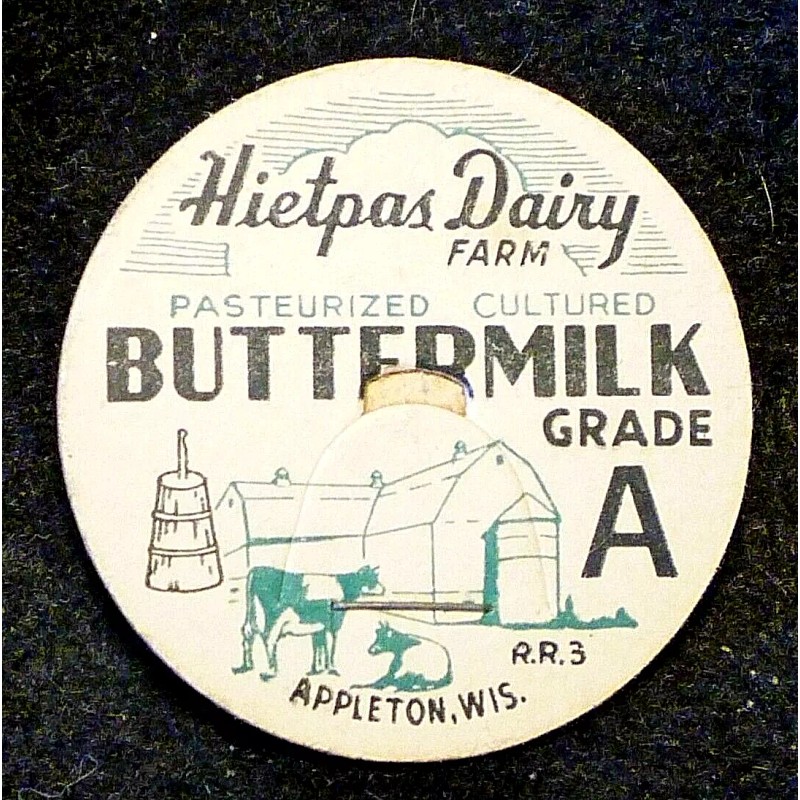 Hietpas Dairy
FARM
PASTEURIZED CULTURED
BUTTERMILK
GRADE
A
R.R.3
APPLETON, WIS.